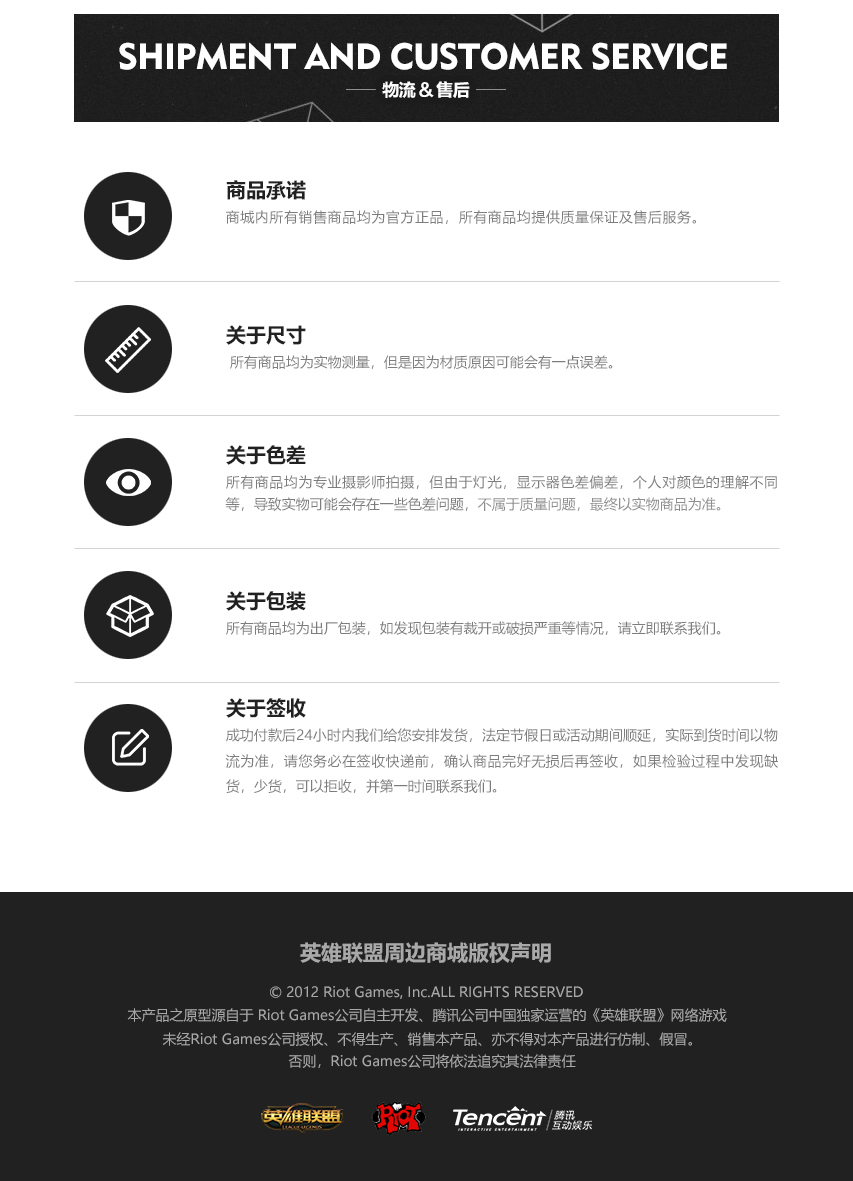 SHIPMENT AND CUSTOMER SERVICE
物流 & 售后
商品承诺
商城内所有销售商品均为官方正品，所有商品均提供质量保证及售后服务。
关于尺寸
所有商品均为实物测量，但是因为材质原因可能会有一点误差。
关于色差
所有商品均为专业摄影师拍摄，但由于灯光，显示器色差偏差，个人对颜色的理解不同
等，导致实物可能会存在一些色差问题，不属于质量问题，最终以实物商品为准。
关于包装
所有商品均为出厂包装，如发现包装有裁开或破损严重等情况，请立即联系我们。
关于签收
成功付款后24小时内我们给您安排发货，法定节假日或活动期间顺延，实际到货时间以物
流为准，请您务必在签收快递前，确认商品完好无损后再签收，如果检验过程中发现缺
货，少货，可以拒收，并第一时间联系我们。
英雄联盟周边商城版权声明
© 2012 Riot Games, Inc.ALL RIGHTS RESERVED
本产品之原型源自于 Riot Games公司自主开发、腾讯公司中国独家运营的《英雄联盟》网络游戏
未经Riot Games公司授权、不得生产、销售本产品、亦不得对本产品进行仿制、假冒。
否则，Riot Games公司将依法追究其法律责任
英雄联盟
LEAGUE LEGENDS
RIOT
Tencent 腾讯
INTERACTIVE ENTERTAINMENT 互动娱乐